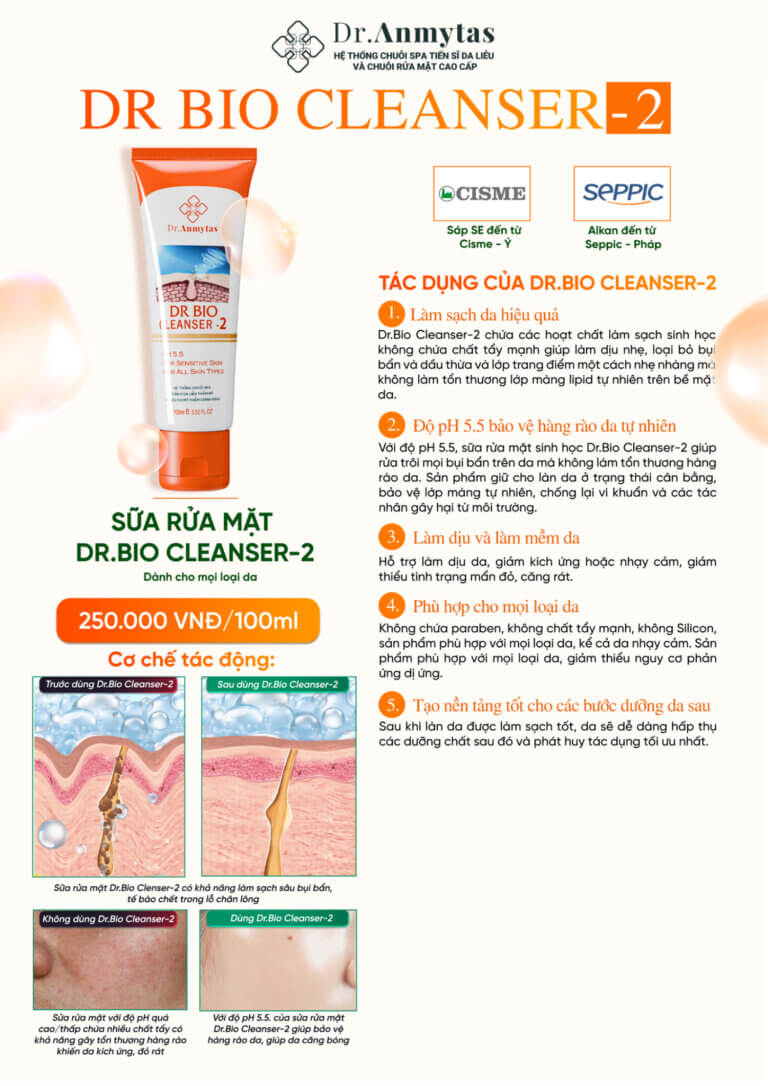 Dr.Anmytas
HỆ THỐNG CHUỖI SPA TIẾN SĨ DA LIỄU
VÀ CHUỖI RỬA MẶT CAO CẤP
DR BIO CLEANSER-2
Dr.Anmytas
DR BIO
CLEANSER -2
pH 5.5
FOR SENSITIVE SKIN
FOR ALL SKIN TYPES
SỮA RỬA MẶT
DR.BIO CLEANSER-2
Dành cho mọi loại da
250.000 VNĐ/100ml
Cơ chế tác động:
Trước dùng Dr.Bio Cleanser-2
Sau dùng Dr.Bio Cleanser-2
Sữa rửa mặt Dr.Bio Clenser-2 có khả năng làm sạch sâu bụi bẩn,
tế bào chết trong lỗ chân lông
Không dùng Dr.Bio Cleanser-2
Dùng Dr.Bio Cleanser-2
Sữa rửa mặt với độ pH quá
cao/thấp chứa nhiều chất tẩy có
khả năng gây tổn thương hàng rào
khiến da kích ứng, đỏ rát
Với độ pH 5.5. của sữa rửa mặt
Dr.Bio Cleanser-2 giúp bảo vệ
hàng rào da, giúp da căng bóng
CISME
Sáp SE đến từ
Cisme - Ý
SEPPIC
Alkan đến từ
Seppic - Pháp
TÁC DỤNG CỦA DR.BIO CLEANSER-2
1. Làm sạch da hiệu quả
Dr.Bio Cleanser-2 chứa các hoạt chất làm sạch sinh học
không chứa chất tẩy mạnh giúp làm dịu nhẹ, loại bỏ bụi
bẩn và dầu thừa và lớp trang điểm một cách nhẹ nhàng mà
không làm tổn thương lớp màng lipid tự nhiên trên bề mặt
da.
2. Độ pH 5.5 bảo vệ hàng rào da tự nhiên
Với độ pH 5.5, sữa rửa mặt sinh học Dr.Bio Cleanser-2 giúp
rửa trôi mọi bụi bẩn trên da mà không làm tổn thương hàng
rào da. Sản phẩm giữ cho làn da ở trạng thái cân bằng,
bảo vệ lớp màng tự nhiên, chống lại vi khuẩn và các tác
nhân gây hại từ môi trường.
3. Làm dịu và làm mềm da
Hỗ trợ làm dịu da, giảm kích ứng hoặc nhạy cảm, giảm
thiểu tình trạng mẩn đỏ, căng rát.
4. Phù hợp cho mọi loại da
Không chứa paraben, không chất tẩy mạnh, không Silicon,
sản phẩm phù hợp với mọi loại da, kể cả da nhạy cảm. Sản
phẩm phù hợp với mọi loại da, giảm thiểu nguy cơ phản
ứng dị ứng.
5. Tạo nền tảng tốt cho các bước dưỡng da sau
Sau khi làn da được làm sạch tốt, da sẽ dễ dàng hấp thụ
các dưỡng chất sau đó và phát huy tác dụng tối ưu nhất.